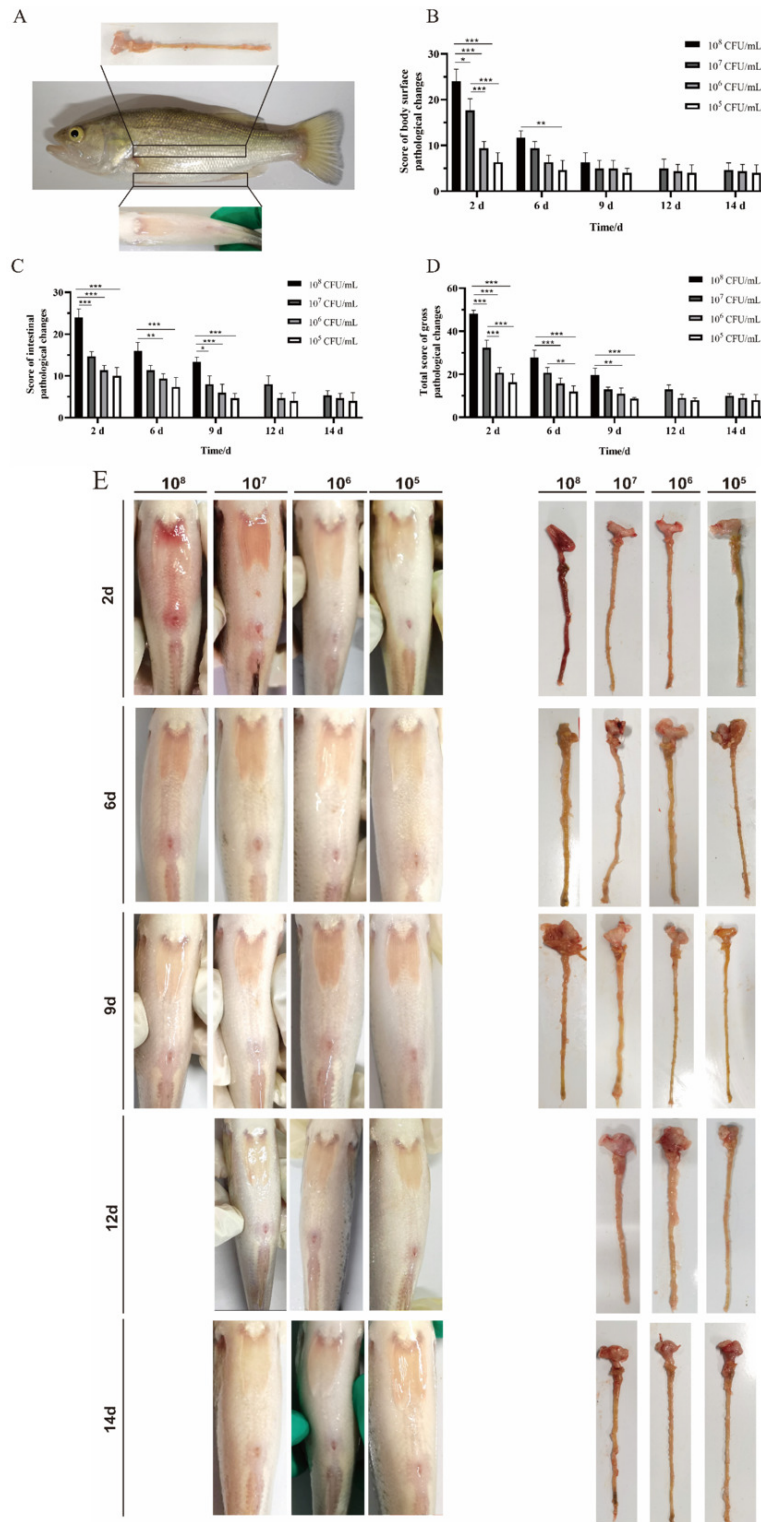 A
B
Score of body surface
pathological changes
30
20
10
0
***
***
*
***
***
**
10⁸ CFU/mL
10⁷ CFU/mL
10⁶ CFU/mL
10⁵ CFU/mL
2 d
6 d
9 d
12 d
14 d
Time/d
C
Score of intestinal
pathological changes
30
20
10
0
***
***
***
***
**
***
***
*
10⁸ CFU/mL
10⁷ CFU/mL
10⁶ CFU/mL
10⁵ CFU/mL
2 d
6 d
9 d
12 d
14 d
Time/d
D
Total score of gross
pathological changes
60
40
20
0
***
***
***
***
***
***
***
**
***
**
10⁸ CFU/mL
10⁷ CFU/mL
10⁶ CFU/mL
10⁵ CFU/mL
2 d
6 d
9 d
12 d
14 d
Time/d
E
10⁸ 10⁷ 10⁶ 10⁵ 10⁸ 10⁷ 10⁶ 10⁵
2d
6d
9d
12d
14d